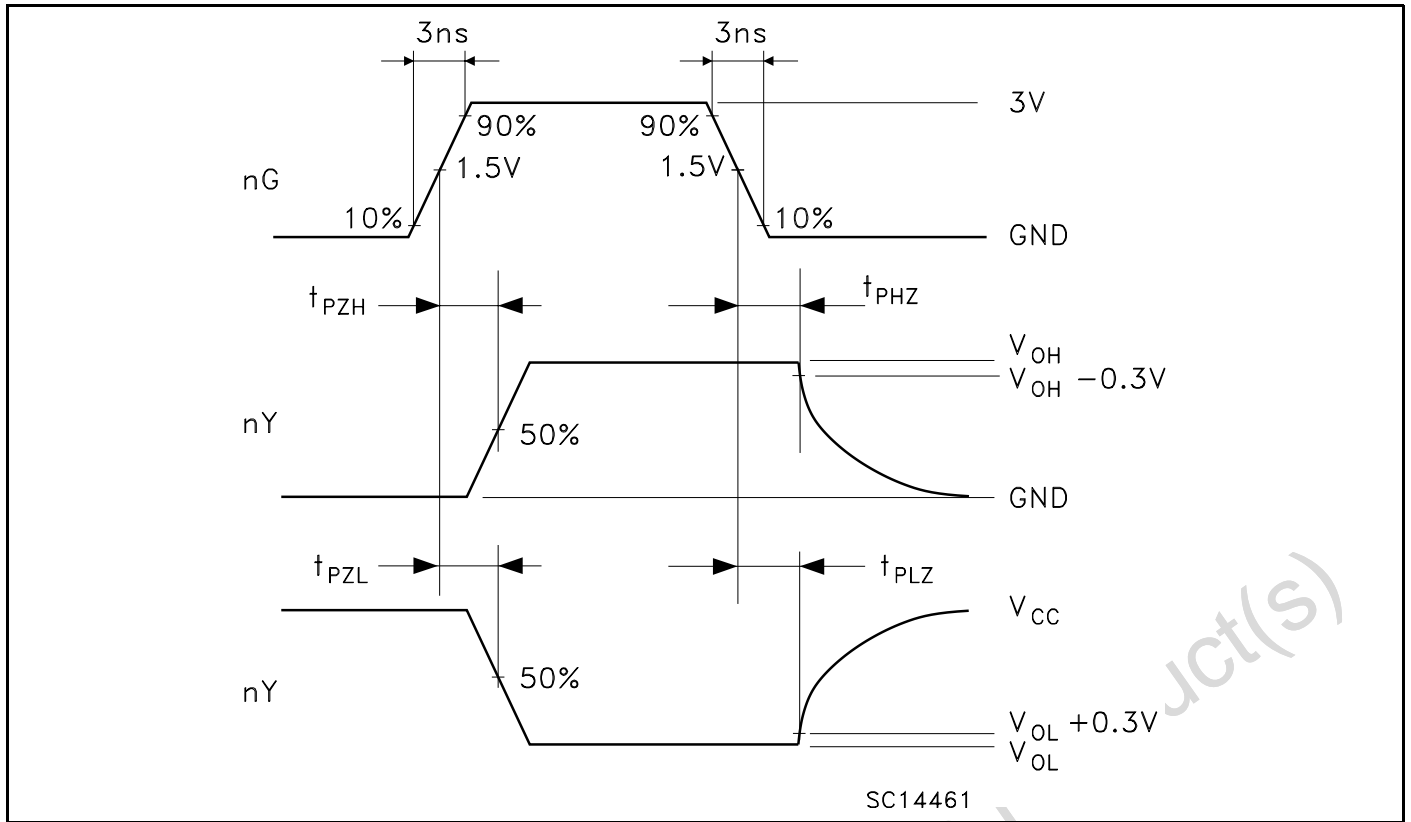 3ns 3ns
3V
90% 90%
1.5V 1.5V
nG
10% 10%
GND
tPZH tPHZ
VOH
VOH −0.3V
nY
50%
GND
tPZL tPLZ
VCC
50%
nY
VOL +0.3V
VOL
SC14461
uct(s)